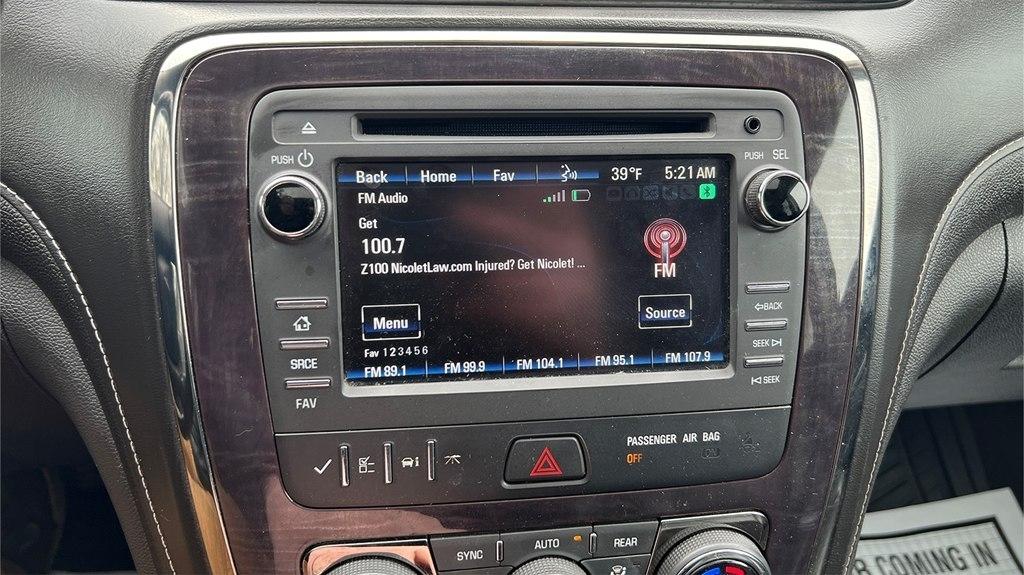 PUSH
PUSH SEL
Back Home Fav 39°F 5:21 AM
FM Audio
Get
100.7
Z100 NicoletLaw.com Injured? Get Nicolet! ...
FM
Menu
Source
Fav 1 2 3 4 5 6
FM 89.1 FM 99.9 FM 104.1 FM 95.1 FM 107.9
SRCE
FAV
BACK
SEEK
SEEK
PASSENGER AIR BAG
OFF ON
SYNC AUTO REAR
COMING IN